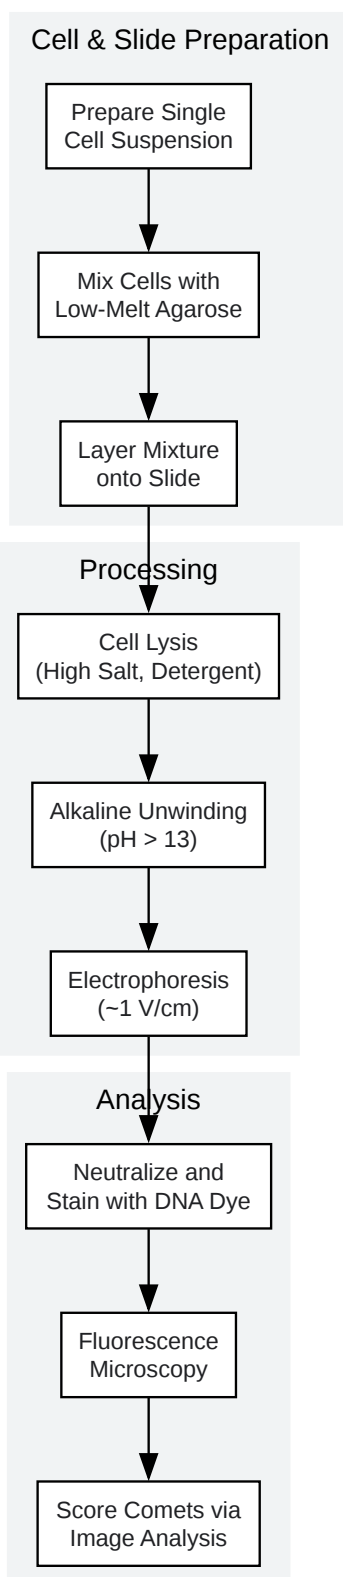 Cell & Slide Preparation
Prepare Single
Cell Suspension
Mix Cells with
Low-Melt Agarose
Layer Mixture
onto Slide
Processing
Cell Lysis
(High Salt, Detergent)
Alkaline Unwinding
(pH > 13)
Electrophoresis
(~1 V/cm)
Analysis
Neutralize and
Stain with DNA Dye
Fluorescence
Microscopy
Score Comets via
Image Analysis